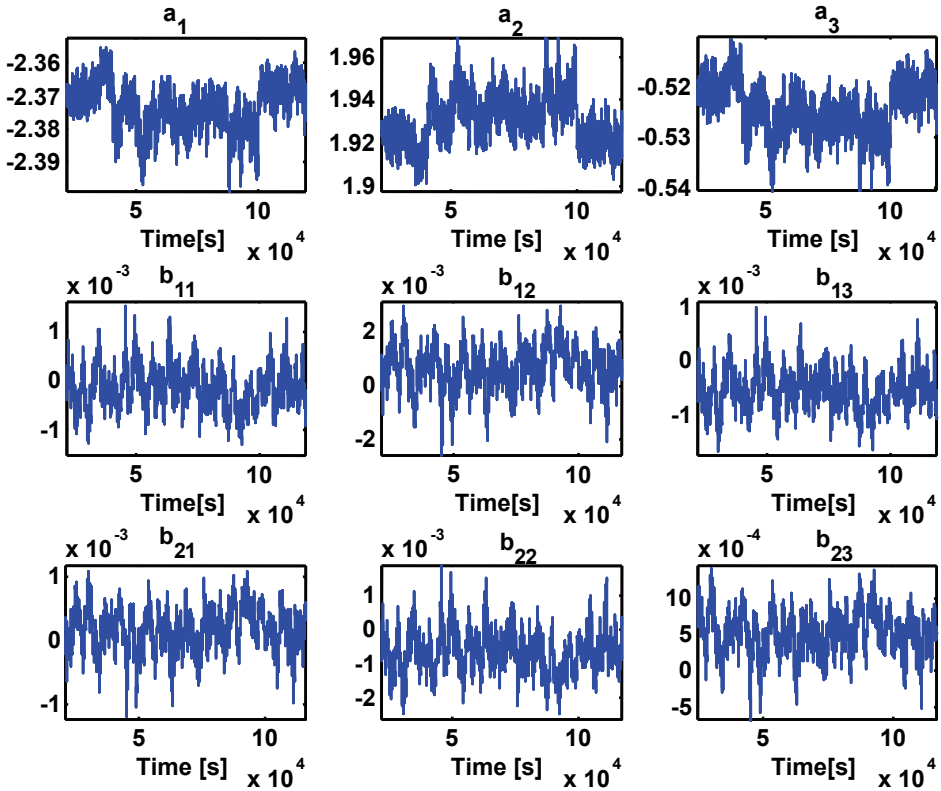 a1 a2 a3
-2.36 -2.37 -2.38 -2.39
1.96 1.94 1.92 1.9
-0.52 -0.53 -0.54
5 10 5 10 5 10
Time[s] Time [s] Time[s]
x 10^4 x 10^4 x 10^4
x 10^-3 b11 x 10^-3 b12 x 10^-3 b13
1 0 -1
2 0 -2
1 0 -1
5 10 5 10 5 10
Time[s] Time[s] Time[s]
x 10^4 x 10^4 x 10^4
x 10^-3 b21 x 10^-3 b22 x 10^-4 b23
1 0 -1
1 0 -1 -2
10 5 0 -5
5 10 5 10 5 10
Time [s] Time [s] Time [s]
x 10^4 x 10^4 x 10^4